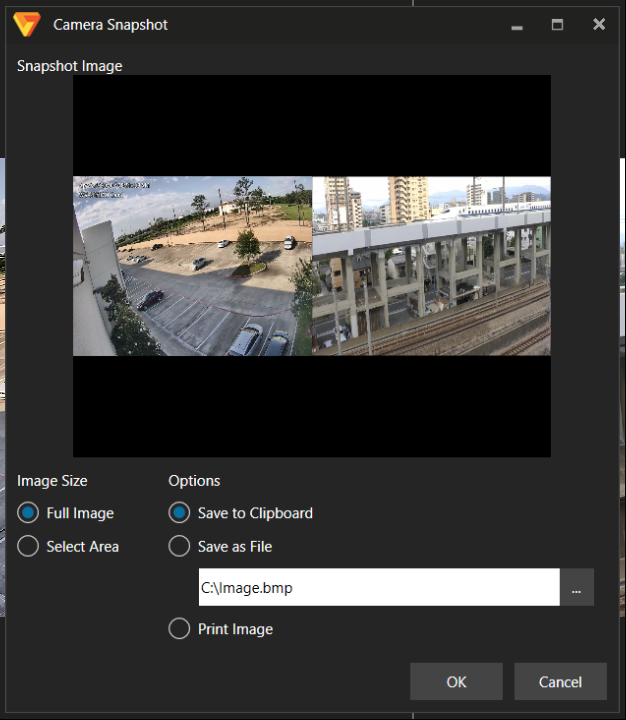 Camera Snapshot
Snapshot Image
Image Size
Options
Full Image
Save to Clipboard
Select Area
Save as File
C:\Image.bmp
...
Print Image
OK
Cancel